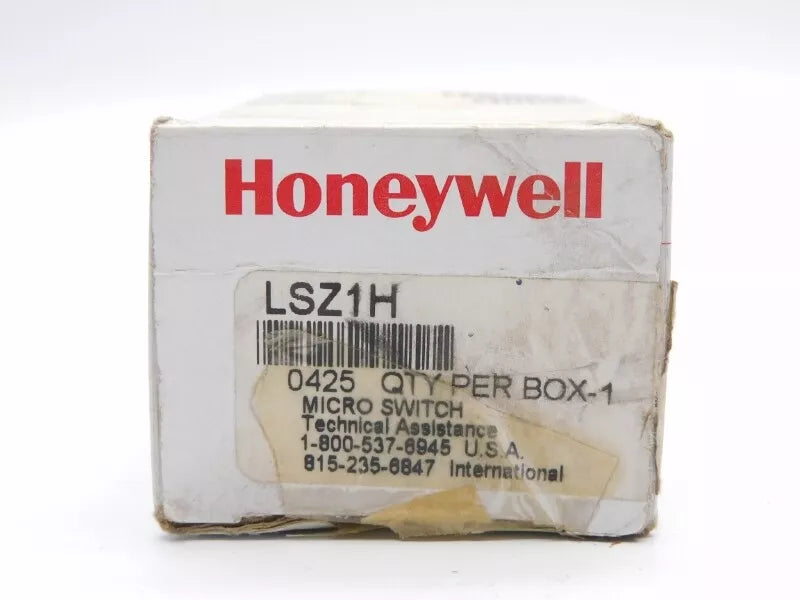 Honeywell
LSZ1H
0425 QTY PER BOX-1
MICRO SWITCH
Technical Assistance
1-800-537-6945 U.S.A.
815-235-6847 International